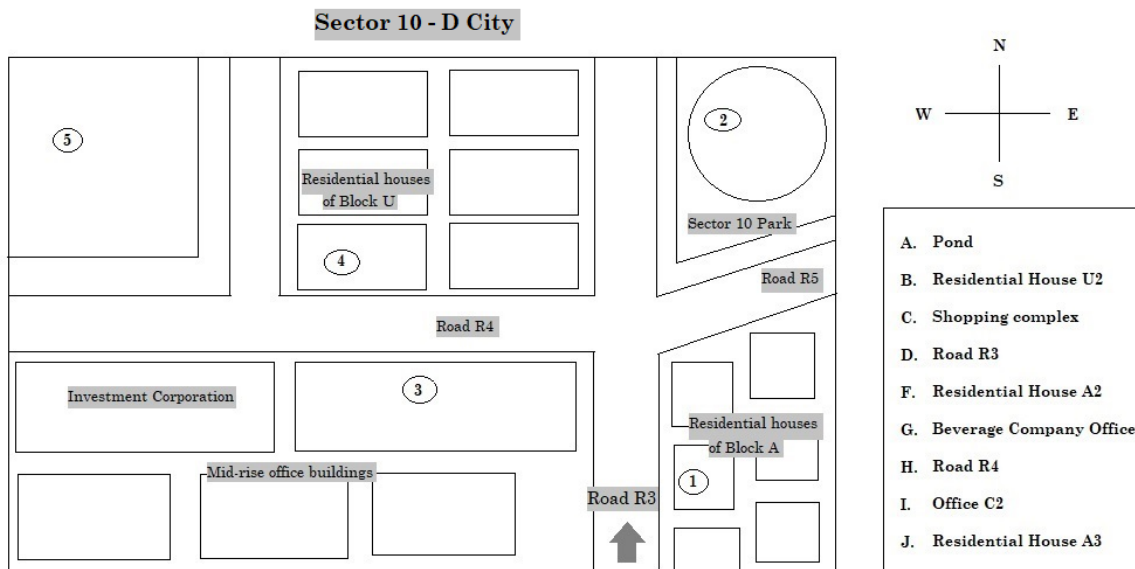 Sector 10 - D City
N
W
E
S
5
2
Residential houses
of Block U
Sector 10 Park
4
Road R5
Road R4
Investment Corporation
3
Residential houses
of Block A
Mid-rise office buildings
1
Road R3
A. Pond
B. Residential House U2
C. Shopping complex
D. Road R3
F. Residential House A2
G. Beverage Company Office
H. Road R4
I. Office C2
J. Residential House A3